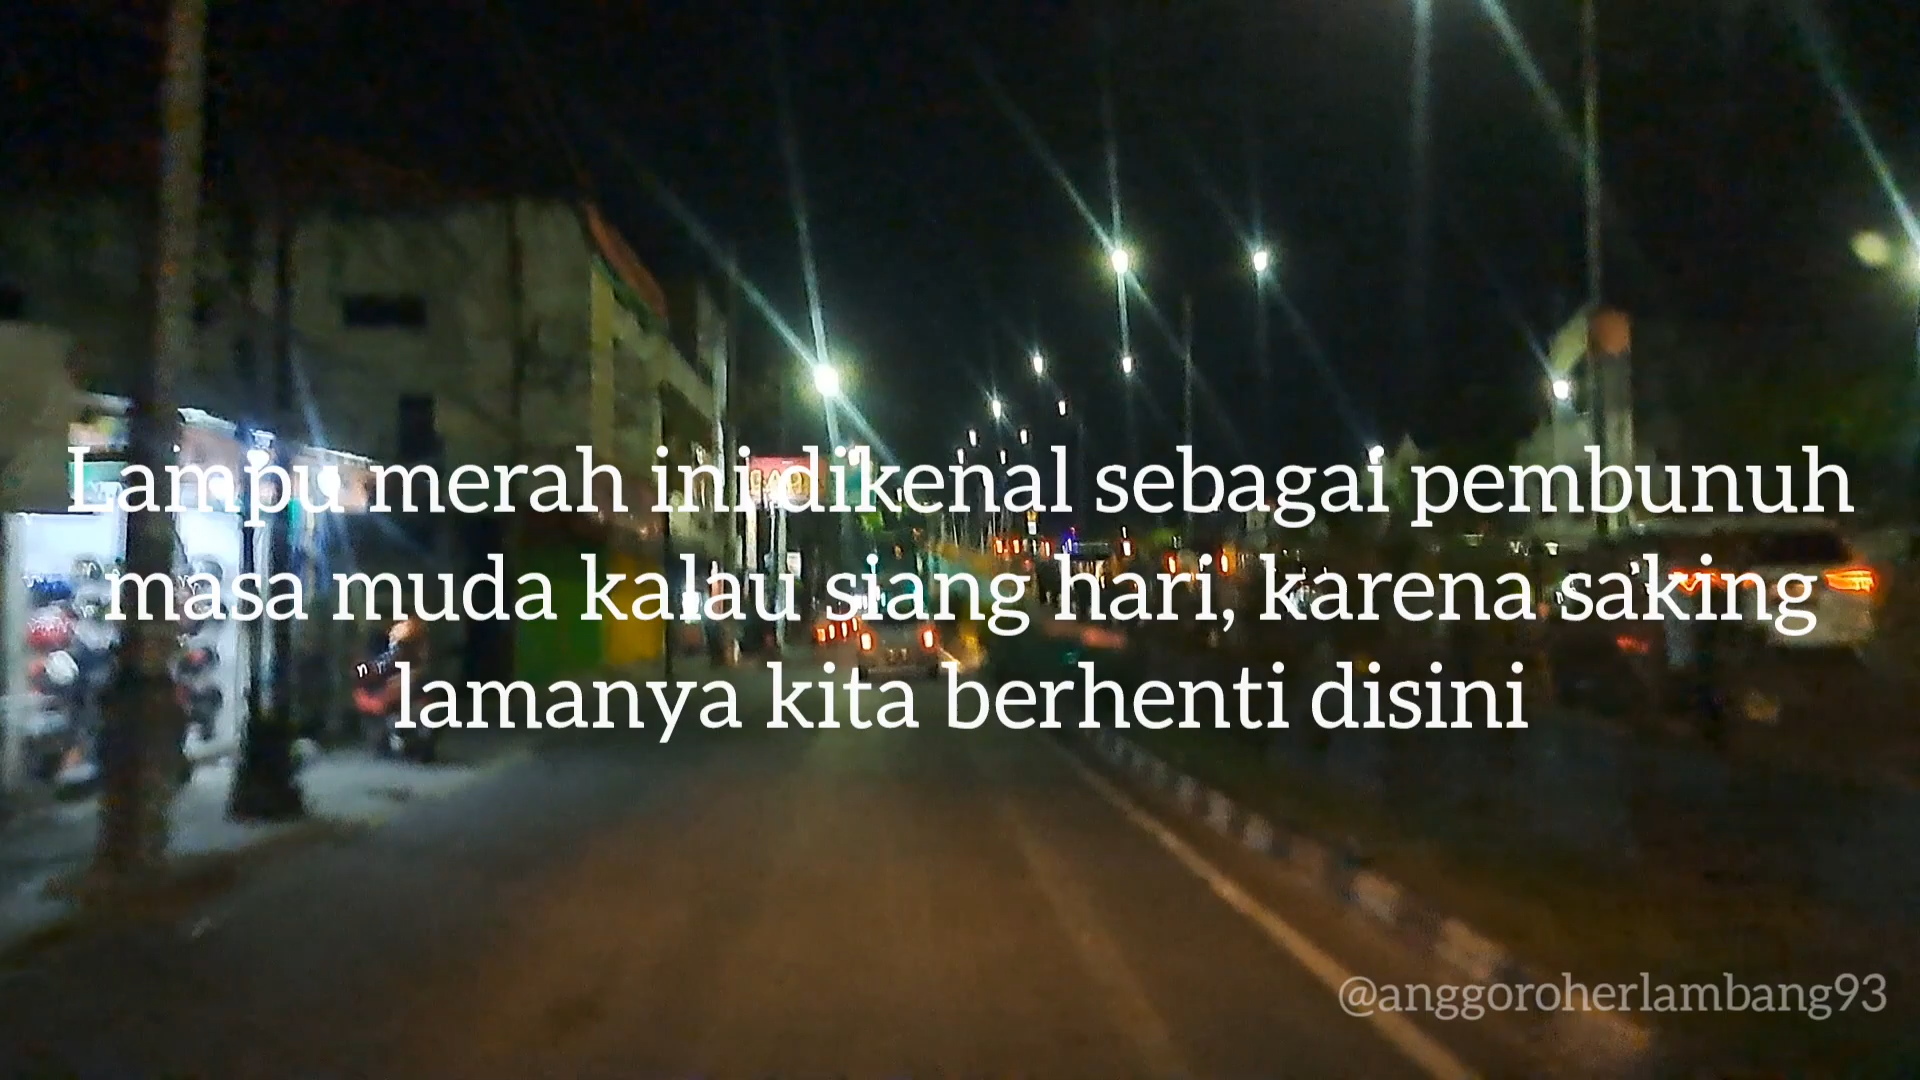 Lampu merah ini dikenal sebagai pembunuh
masa muda kalau siang hari, karena saking
lamanya kita berhenti disini
@anggoroherlambang93